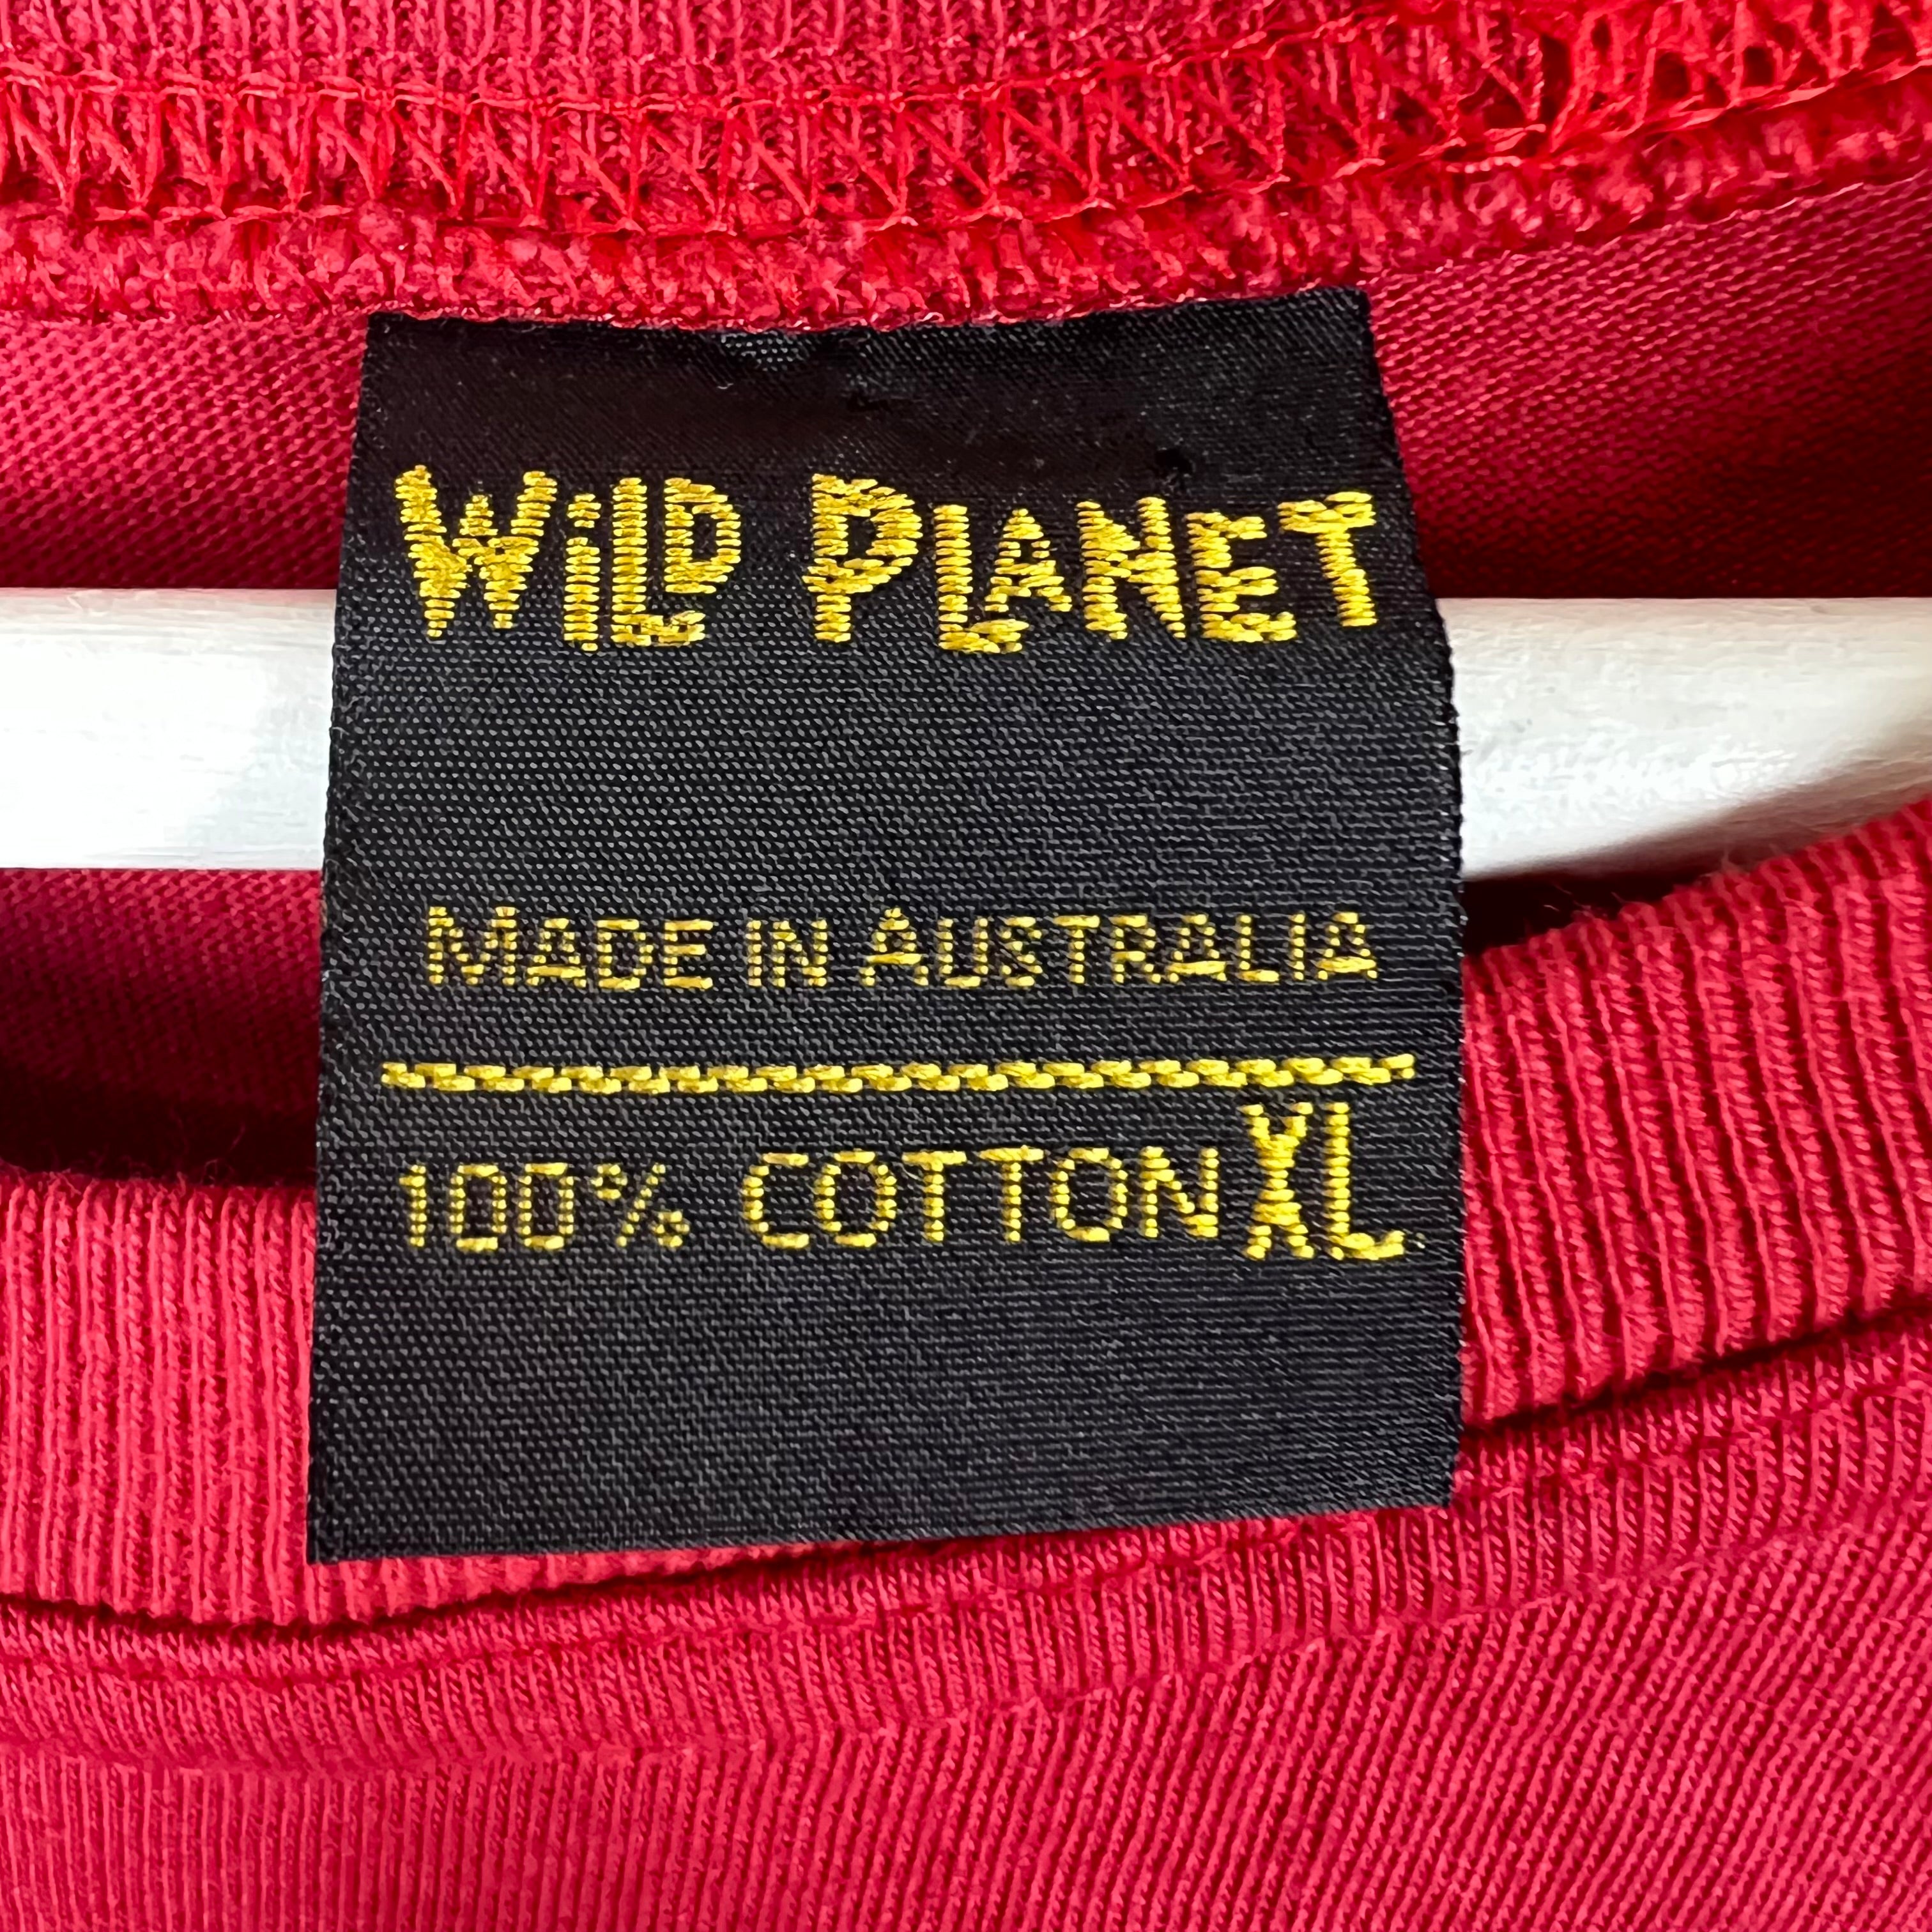 WiLD PLANET
MADE IN AUSTRALIA
100% COTTON XL